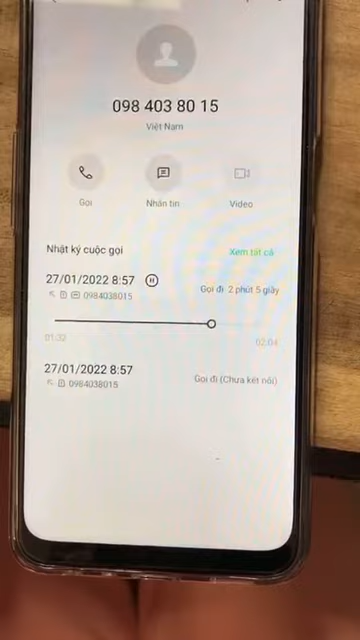 098 403 80 15
Việt Nam
Gọi
Nhắn tin
Video
Nhật ký cuộc gọi
Xem tất cả
27/01/2022 8:57
Gọi đi 2 phút 5 giây
0984038015
01:32
02:04
27/01/2022 8:57
Gọi đi (Chưa kết nối)
0984038015